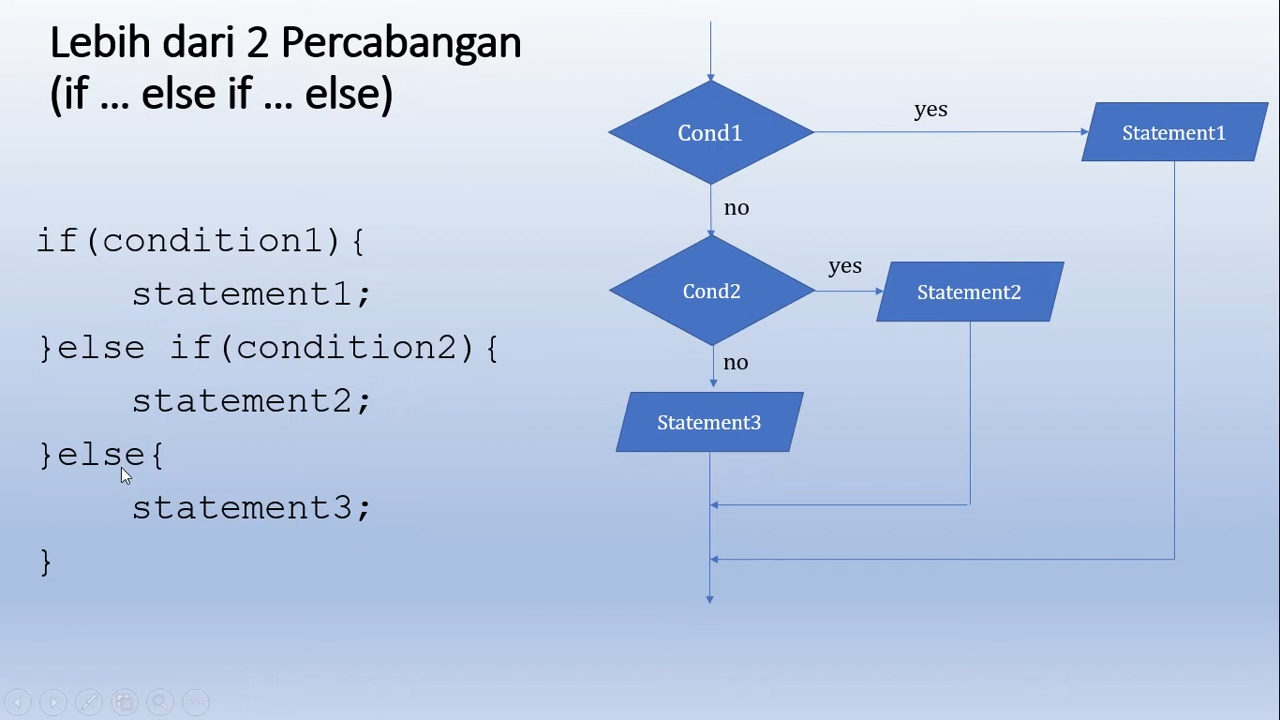 Lebih dari 2 Percabangan
(if ... else if ... else)
if(condition1){
statement1;
}else if(condition2){
statement2;
}else{
statement3;
}
Cond1
yes
Statement1
no
Cond2
yes
Statement2
no
Statement3